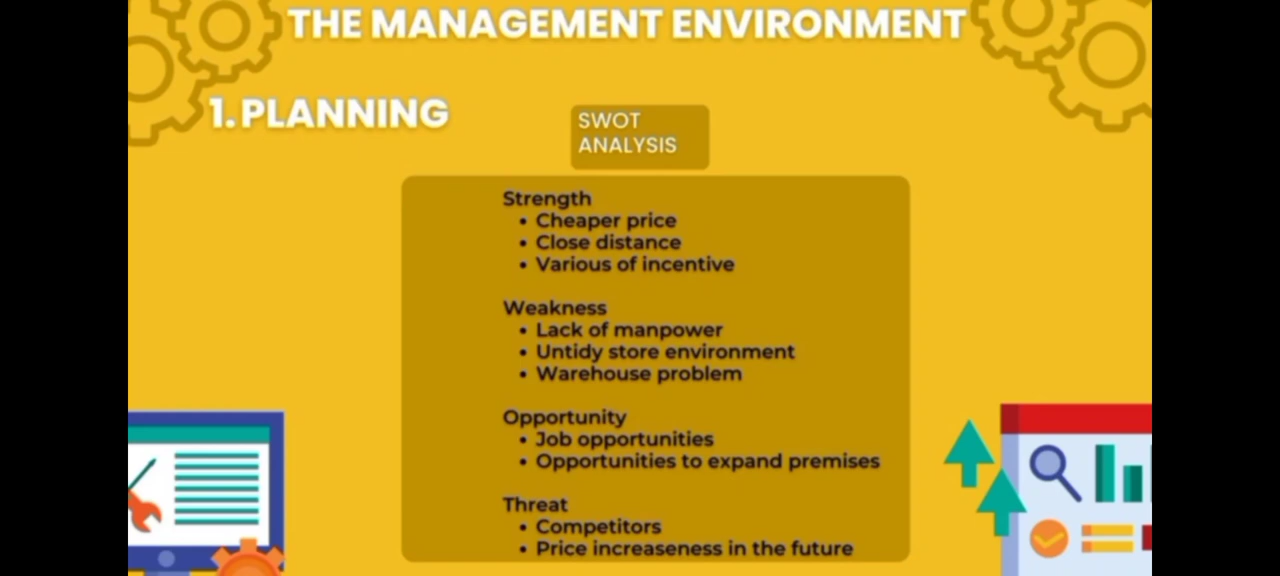 THE MANAGEMENT ENVIRONMENT
1. PLANNING
SWOT
ANALYSIS
Strength
• Cheaper price
• Close distance
• Various of incentive
Weakness
• Lack of manpower
• Untidy store environment
• Warehouse problem
Opportunity
• Job opportunities
• Opportunities to expand premises
Threat
• Competitors
• Price increaseness in the future